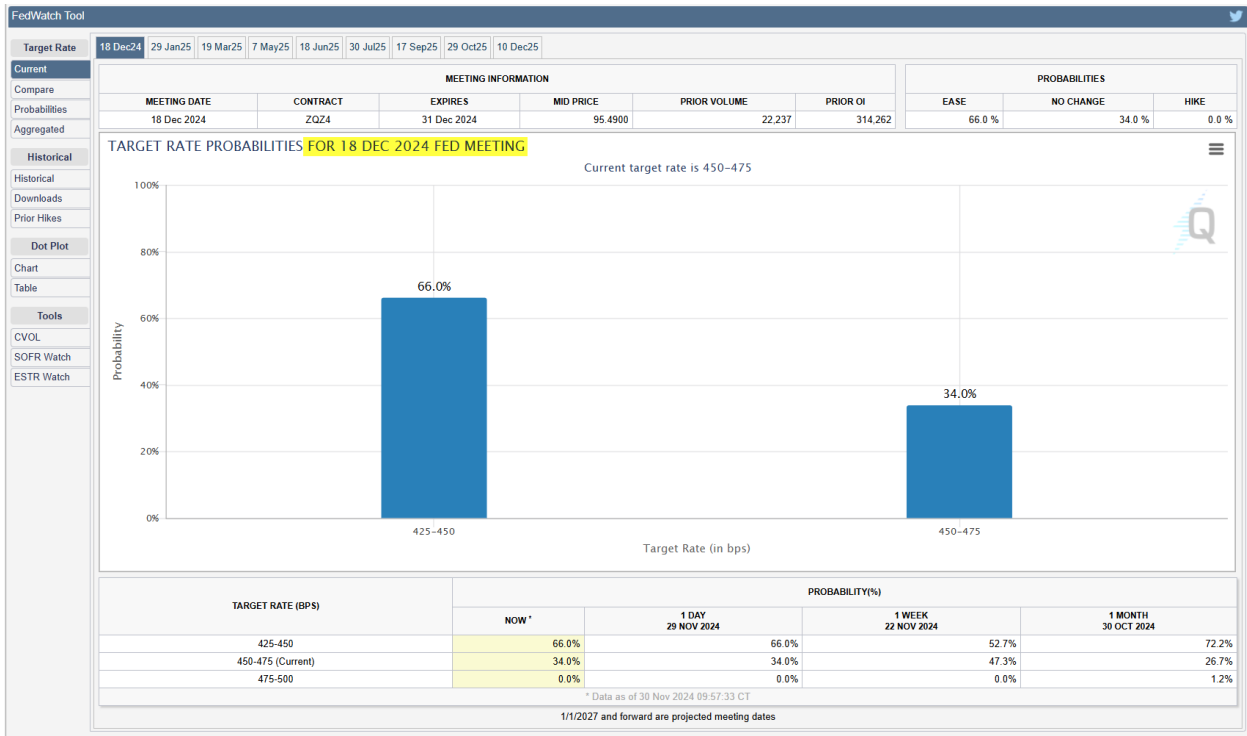 FedWatch Tool
Target Rate
Current
Compare
Probabilities
Aggregated
Historical
Historical
Downloads
Prior Hikes
Dot Plot
Chart
Table
Tools
CVOL
SOFR Watch
ESTR Watch
18 Dec24 29 Jan25 19 Mar25 7 May25 18 Jun25 30 Jul25 17 Sep25 29 Oct25 10 Dec25
MEETING INFORMATION
MEETING DATE CONTRACT EXPIRES MID PRICE PRIOR VOLUME PRIOR OI
18 Dec 2024 ZQZ4 31 Dec 2024 95.4900 22,237 314,262
PROBABILITIES
EASE NO CHANGE HIKE
66.0 % 34.0 % 0.0 %
TARGET RATE PROBABILITIES FOR 18 DEC 2024 FED MEETING
Current target rate is 450-475
Probability
100%
80%
60%
40%
20%
0%
66.0%
34.0%
Q
425-450 450-475
Target Rate (in bps)
TARGET RATE (BPS) PROBABILITY(%)
NOW * 1 DAY 29 NOV 2024 1 WEEK 22 NOV 2024 1 MONTH 30 OCT 2024
425-450 66.0% 66.0% 52.7% 72.2%
450-475 (Current) 34.0% 34.0% 47.3% 26.7%
475-500 0.0% 0.0% 0.0% 1.2%
* Data as of 30 Nov 2024 09:57:33 CT
1/1/2027 and forward are projected meeting dates